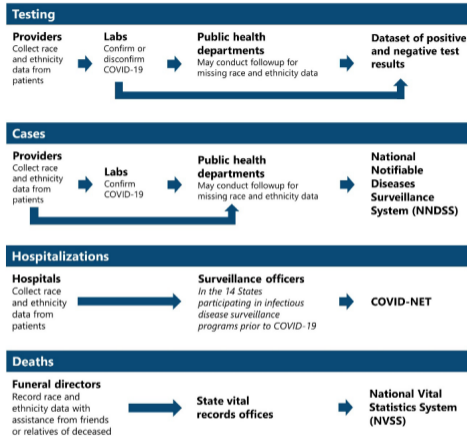 Testing
Providers
Collect race
and ethnicity
data from
patients
Labs
Confirm or
disconfirm
COVID-19
Public health
departments
May conduct followup for
missing race and ethnicity data
Dataset of positive
and negative test
results
Cases
Providers
Collect race
and ethnicity
data from
patients
Labs
Confirm
COVID-19
Public health
departments
May conduct followup for
missing race and ethnicity data
National
Notifiable
Diseases
Surveillance
System (NNDSS)
Hospitalizations
Hospitals
Collect race
and ethnicity
data from
patients
Surveillance officers
In the 14 States
participating in infectious
disease surveillance
programs prior to COVID-19
COVID-NET
Deaths
Funeral directors
Record race and
ethnicity data with
assistance from friends
or relatives of deceased
State vital
records offices
National Vital
Statistics System
(NVSS)